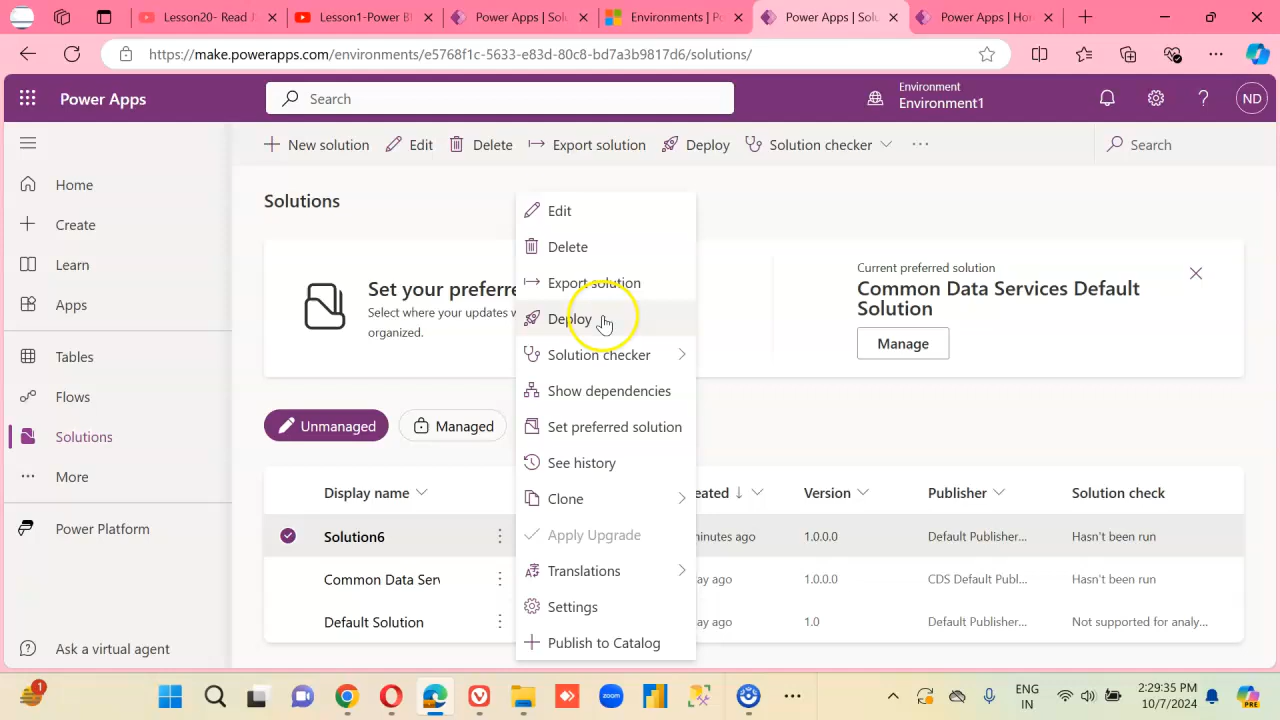 Lesson20- Read J
Lesson1-Power B
Power Apps | Solu
Environments | Po
Power Apps | Solu
Power Apps | Hor
https://make.powerapps.com/environments/e5768f1c-5633-e83d-80c8-bd7a3b9817d6/solutions/
Power Apps
Search
Environment
Environment1
ND
New solution
Edit
Delete
Export solution
Deploy
Solution checker
Search
Home
Create
Learn
Apps
Tables
Flows
Solutions
More
Power Platform
Ask a virtual agent
Solutions
Set your preferre
Select where your updates w
organized.
Current preferred solution
Common Data Services Default
Solution
Manage
Edit
Delete
Export solution
Deploy
Solution checker
Show dependencies
Set preferred solution
See history
Clone
Apply Upgrade
Translations
Settings
Publish to Catalog
Unmanaged
Managed
Display name
eated
Version
Publisher
Solution check
Solution6
minutes ago
1.0.0.0
Default Publisher...
Hasn't been run
Common Data Serv
ay ago
1.0.0.0
CDS Default Publ...
Hasn't been run
Default Solution
ay ago
1.0
Default Publisher...
Not supported for analy...
1
zoom
ENG
IN
2:29:35 PM
10/7/2024
PRE